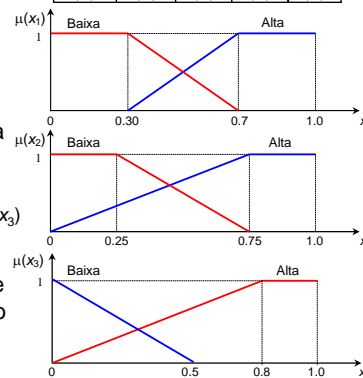 μ(x₁)
Baixa
Alta
1
0
0.30
0.7
1.0
x
a
μ(x₂)
Baixa
Alta
1
0
0.25
0.75
1.0
x
x₃)
μ(x₃)
Baixa
Alta
e
1
o
0
0.5
0.8
1.0
x